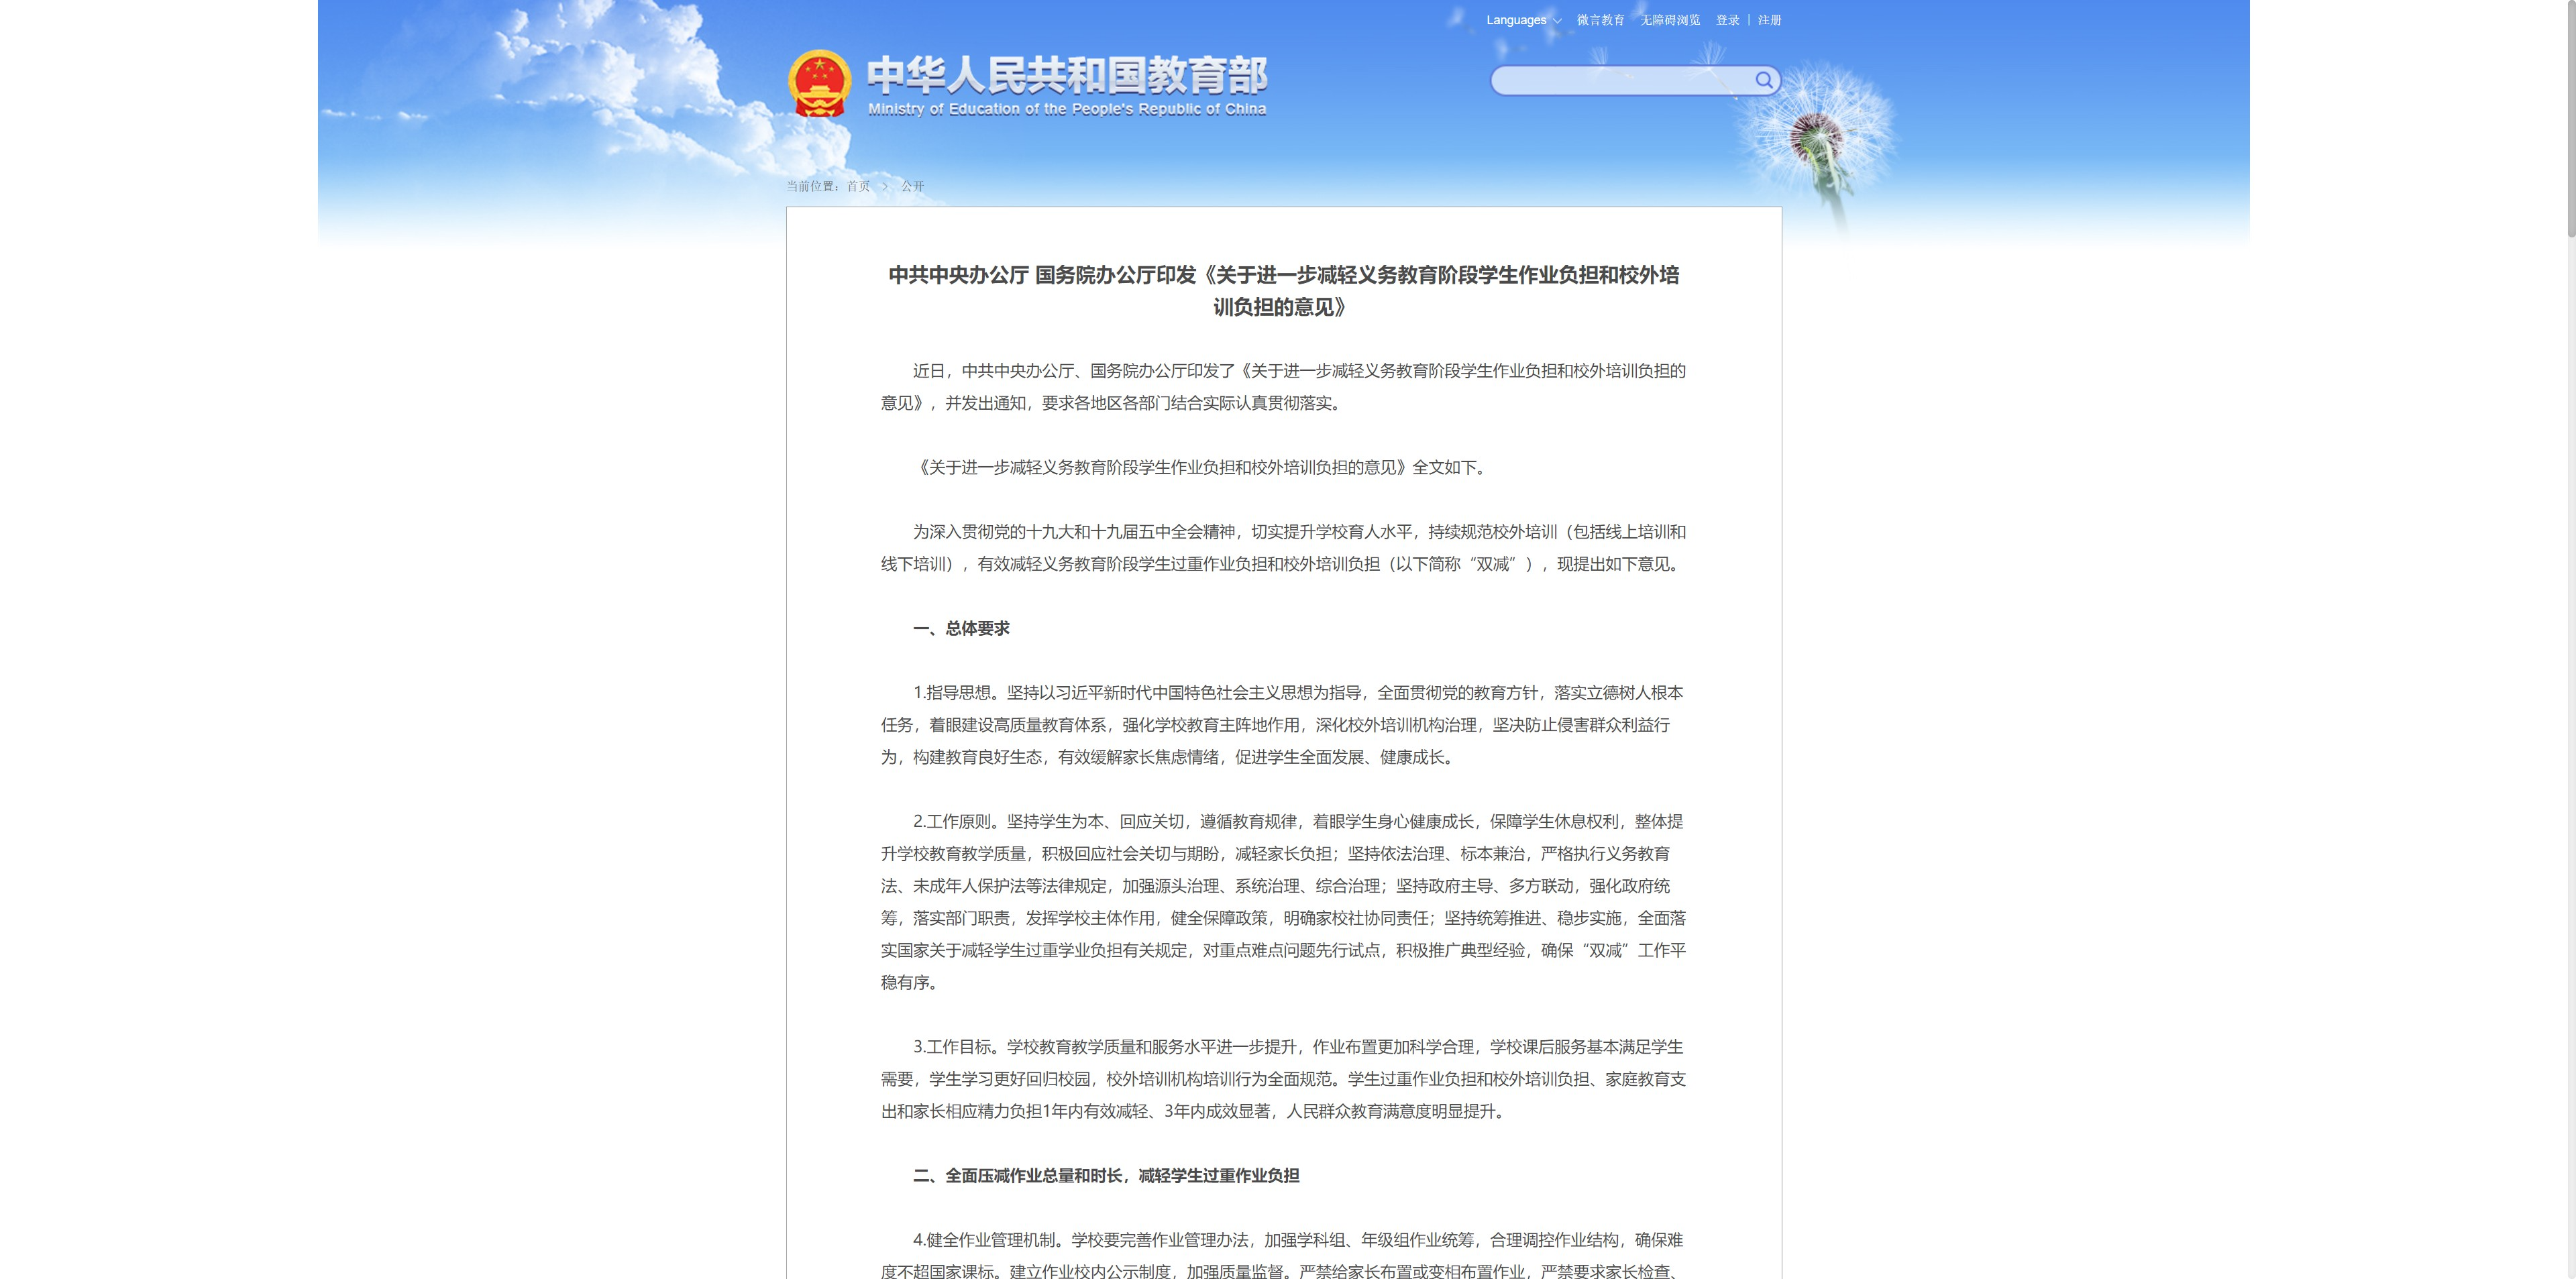 Languages 微言教育 无障碍浏览 登录 | 注册
中华人民共和国教育部
Ministry of Education of the People's Republic of China
当前位置：首页 > 公开
中共中央办公厅 国务院办公厅印发《关于进一步减轻义务教育阶段学生作业负担和校外培
训负担的意见》
近日，中共中央办公厅、国务院办公厅印发了《关于进一步减轻义务教育阶段学生作业负担和校外培训负担的
意见》，并发出通知，要求各地区各部门结合实际认真贯彻落实。
《关于进一步减轻义务教育阶段学生作业负担和校外培训负担的意见》全文如下。
为深入贯彻党的十九大和十九届五中全会精神，切实提升学校育人水平，持续规范校外培训（包括线上培训和
线下培训），有效减轻义务教育阶段学生过重作业负担和校外培训负担（以下简称“双减”），现提出如下意见。
一、总体要求
1.指导思想。坚持以习近平新时代中国特色社会主义思想为指导，全面贯彻党的教育方针，落实立德树人根本
任务，着眼建设高质量教育体系，强化学校教育主阵地作用，深化校外培训机构治理，坚决防止侵害群众利益行
为，构建教育良好生态，有效缓解家长焦虑情绪，促进学生全面发展、健康成长。
2.工作原则。坚持学生为本、回应关切，遵循教育规律，着眼学生身心健康成长，保障学生休息权利，整体提
升学校教育教学质量，积极回应社会关切与期盼，减轻家长负担；坚持依法治理、标本兼治，严格执行义务教育
法、未成年人保护法等法律规定，加强源头治理、系统治理、综合治理；坚持政府主导、多方联动，强化政府统
筹，落实部门职责，发挥学校主体作用，健全保障政策，明确家校社协同责任；坚持统筹推进、稳步实施，全面落
实国家关于减轻学生过重学业负担有关规定，对重点难点问题先行试点，积极推广典型经验，确保“双减”工作平
稳有序。
3.工作目标。学校教育教学质量和服务水平进一步提升，作业布置更加科学合理，学校课后服务基本满足学生
需要，学生学习更好回归校园，校外培训机构培训行为全面规范。学生过重作业负担和校外培训负担、家庭教育支
出和家长相应精力负担1年内有效减轻、3年内成效显著，人民群众教育满意度明显提升。
二、全面压减作业总量和时长，减轻学生过重作业负担
4.健全作业管理机制。学校要完善作业管理办法，加强学科组、年级组作业统筹，合理调控作业结构，确保难
度不超国家课标。建立作业校内公示制度，加强质量监督。严禁给家长布置或变相布置作业，严禁要求家长检查、